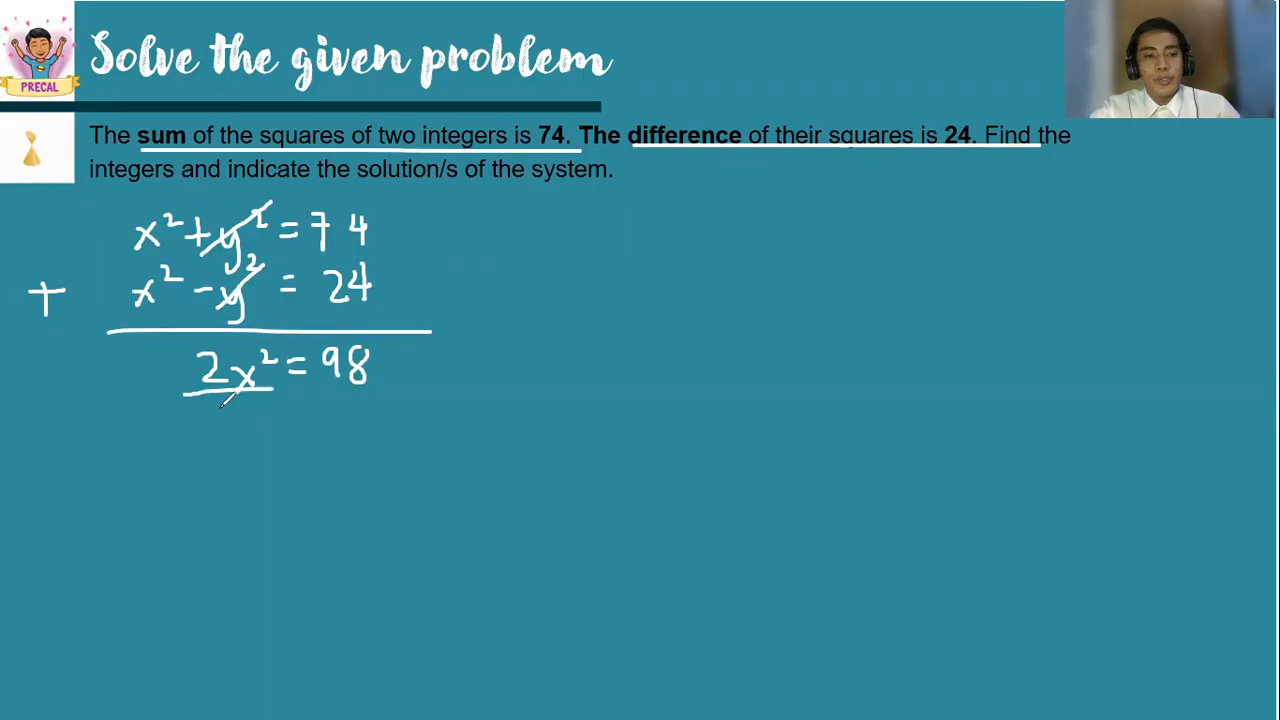 Solve the given problem
PRECAL
The sum of the squares of two integers is 74. The difference of their squares is 24. Find the
integers and indicate the solution/s of the system.
x² + y² = 74
+ x² - y² = 24
2x² = 98